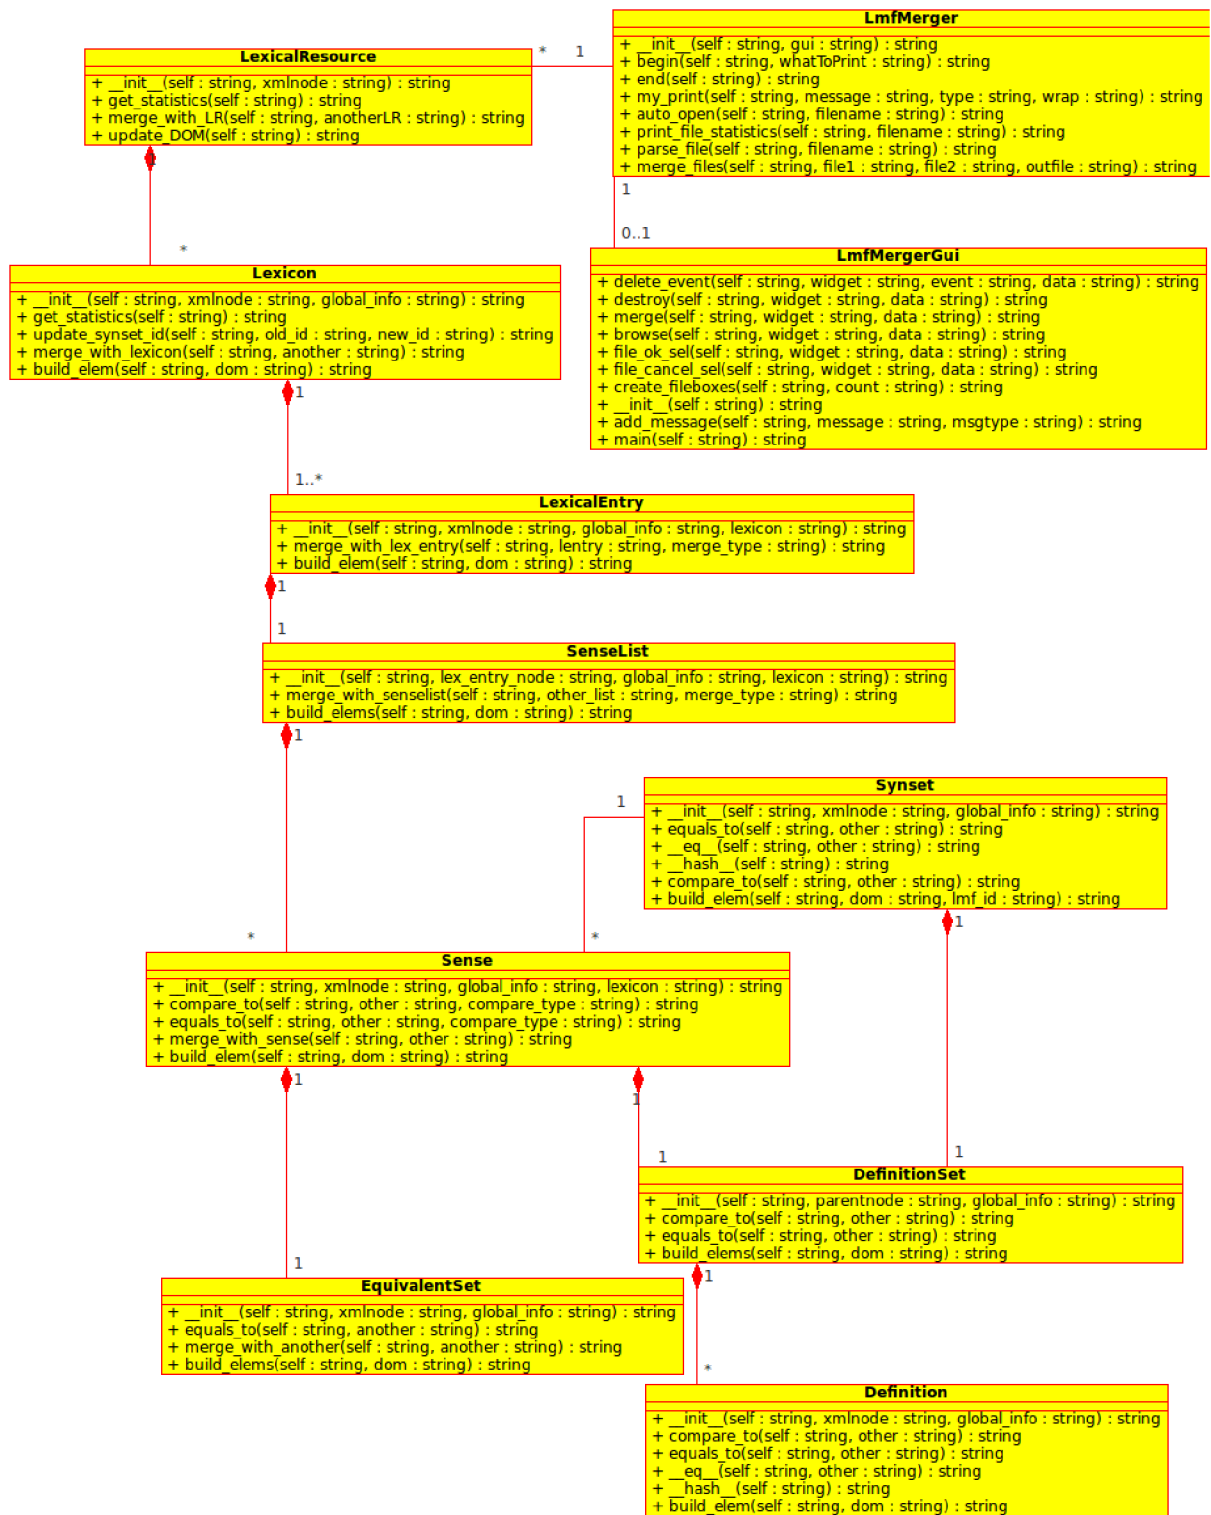 LmfMerger
+ __init__(self : string, gui : string) : string
+ begin(self : string, whatToPrint : string) : string
+ end(self : string) : string
+ my_print(self : string, message : string, type : string, wrap : string) : string
+ auto_open(self : string, filename : string) : string
+ print_file_statistics(self : string, filename : string) : string
+ parse_file(self : string, filename : string) : string
+ merge_files(self : string, file1 : string, file2 : string, outfile : string) : string
* 1
LexicalResource
+ __init__(self : string, xmlnode : string) : string
+ get_statistics(self : string) : string
+ merge_with_LR(self : string, anotherLR : string) : string
+ update_DOM(self : string) : string
1
*
1
0..1
LmfMergerGui
+ delete_event(self : string, widget : string, event : string, data : string) : string
+ destroy(self : string, widget : string, data : string) : string
+ merge(self : string, widget : string, data : string) : string
+ browse(self : string, widget : string, data : string) : string
+ file_ok_sel(self : string, widget : string, data : string) : string
+ file_cancel_sel(self : string, widget : string, data : string) : string
+ create_fileboxes(self : string, count : string) : string
+ __init__(self : string) : string
+ add_message(self : string, message : string, msgtype : string) : string
+ main(self : string) : string
Lexicon
+ __init__(self : string, xmlnode : string, global_info : string) : string
+ get_statistics(self : string) : string
+ update_synset_id(self : string, old_id : string, new_id : string) : string
+ merge_with_lexicon(self : string, another : string) : string
+ build_elem(self : string, dom : string) : string
1
1..*
LexicalEntry
+ __init__(self : string, xmlnode : string, global_info : string, lexicon : string) : string
+ merge_with_lex_entry(self : string, lentry : string, merge_type : string) : string
+ build_elem(self : string, dom : string) : string
1
1
SenseList
+ __init__(self : string, lex_entry_node : string, global_info : string, lexicon : string) : string
+ merge_with_senselist(self : string, other_list : string, merge_type : string) : string
+ build_elems(self : string, dom : string) : string
1
*
Synset
+ __init__(self : string, xmlnode : string, global_info : string) : string
+ equals_to(self : string, other : string) : string
+ __eq__(self : string, other : string) : string
+ __hash__(self : string) : string
+ compare_to(self : string, other : string) : string
+ build_elem(self : string, dom : string, lmf_id : string) : string
1
*
1
1
Sense
+ __init__(self : string, xmlnode : string, global_info : string, lexicon : string) : string
+ compare_to(self : string, other : string, compare_type : string) : string
+ equals_to(self : string, other : string, compare_type : string) : string
+ merge_with_sense(self : string, other : string) : string
+ build_elem(self : string, dom : string) : string
1
1
1
1
DefinitionSet
+ __init__(self : string, parentnode : string, global_info : string) : string
+ compare_to(self : string, other : string) : string
+ equals_to(self : string, other : string) : string
+ build_elems(self : string, dom : string) : string
1
*
EquivalentSet
+ __init__(self : string, xmlnode : string, global_info : string) : string
+ equals_to(self : string, another : string) : string
+ merge_with_another(self : string, another : string) : string
+ build_elems(self : string, dom : string) : string
Definition
+ __init__(self : string, xmlnode : string, global_info : string) : string
+ compare_to(self : string, other : string) : string
+ equals_to(self : string, other : string) : string
+ __eq__(self : string, other : string) : string
+ __hash__(self : string) : string
+ build_elem(self : string, dom : string) : string